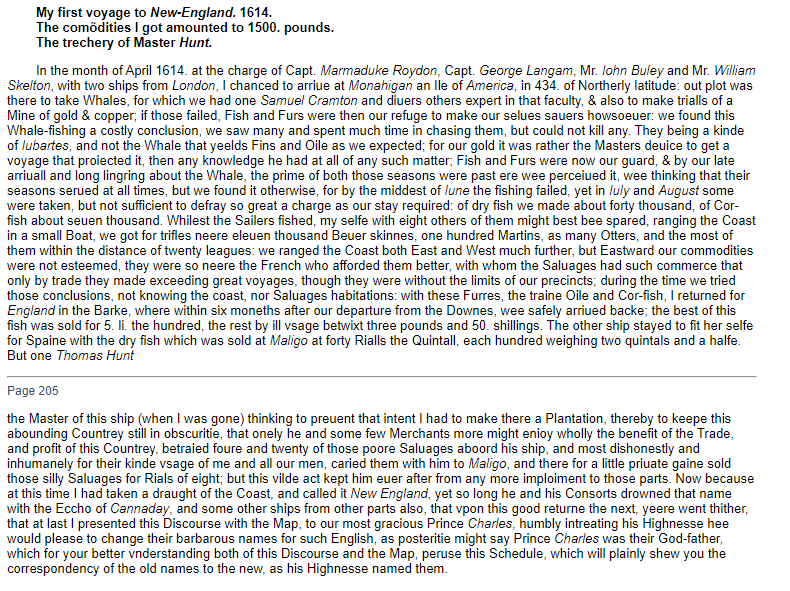 My first voyage to New-England. 1614.
The comõdities I got amounted to 1500. pounds.
The trechery of Master Hunt.
In the month of April 1614. at the charge of Capt. Marmaduke Roydon, Capt. George Langam, Mr. Iohn Buley and Mr. William
Skelton, with two ships from London, I chanced to arriue at Monahigan an Ile of America, in 434. of Northerly latitude: out plot was
there to take Whales, for which we had one Samuel Cramton and diuers others expert in that faculty, & also to make trialls of a
Mine of gold & copper; if those failed, Fish and Furs were then our refuge to make our selues sauers howsoeuer: we found this
Whale-fishing a costly conclusion, we saw many and spent much time in chasing them, but could not kill any. They being a kinde
of Iubartes, and not the Whale that yeelds Fins and Oile as we expected; for our gold it was rather the Masters deuice to get a
voyage that proiected it, then any knowledge he had at all of any such matter; Fish and Furs were now our guard, & by our late
arriuall and long lingring about the Whale, the prime of both those seasons were past ere wee perceiued it, wee thinking that their
seasons serued at all times, but we found it otherwise, for by the middest of Iune the fishing failed, yet in Iuly and August some
were taken, but not sufficient to defray so great a charge as our stay required: of dry fish we made about forty thousand, of Cor-
fish about seuen thousand. Whilest the Sailers fished, my selfe with eight others of them might best bee spared, ranging the Coast
in a small Boat, we got for trifles neere eleuen thousand Beuer skinnes, one hundred Martins, as many Otters, and the most of
them within the distance of twenty leagues: we ranged the Coast both East and West much further, but Eastward our commodities
were not esteemed, they were so neere the French who afforded them better, with whom the Saluages had such commerce that
only by trade they made exceeding great voyages, though they were without the limits of our precincts; during the time we tried
those conclusions, not knowing the coast, nor Saluages habitations: with these Furres, the traine Oile and Cor-fish, I returned for
England in the Barke, where within six moneths after our departure from the Downes, wee safely arriued backe; the best of this
fish was sold for 5. li. the hundred, the rest by ill vsage betwixt three pounds and 50. shillings. The other ship stayed to fit her selfe
for Spaine with the dry fish which was sold at Maligo at forty Rialls the Quintall, each hundred weighing two quintals and a halfe.
But one Thomas Hunt
Page 205
the Master of this ship (when I was gone) thinking to preuent that intent I had to make there a Plantation, thereby to keepe this
abounding Countrey still in obscuritie, that onely he and some few Merchants more might enioy wholly the benefit of the Trade,
and profit of this Countrey, betraied foure and twenty of those poore Saluages aboord his ship, and most dishonestly and
inhumanely for their kinde vsage of me and all our men, caried them with him to Maligo, and there for a little priuate gaine sold
those silly Saluages for Rials of eight; but this vilde act kept him euer after from any more imploiment to those parts. Now because
at this time I had taken a draught of the Coast, and called it New England, yet so long he and his Consorts drowned that name
with the Eccho of Cannaday, and some other ships from other parts also, that vpon this good returne the next, yeere went thither,
that at last I presented this Discourse with the Map, to our most gracious Prince Charles, humbly intreating his Highnesse hee
would please to change their barbarous names for such English, as posteritie might say Prince Charles was their God-father,
which for your better vnderstanding both of this Discourse and the Map, peruse this Schedule, which will plainly shew you the
correspondency of the old names to the new, as his Highnesse named them.